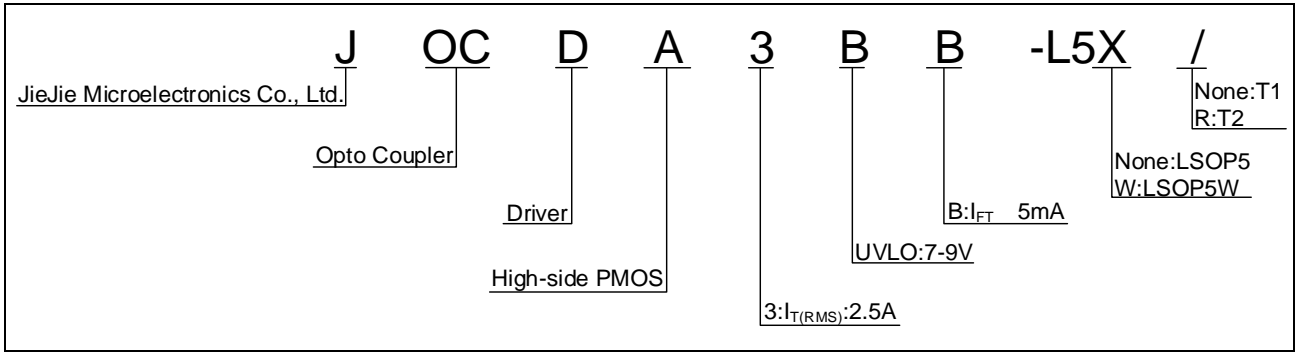 J OC D A 3 B B -L5X /
JieJie Microelectronics Co., Ltd.
None:T1
R:T2
Opto Coupler
None:LSOP5
W:LSOP5W
Driver
B:IFT 5mA
UVLO:7-9V
High-side PMOS
3:IT(RMS):2.5A